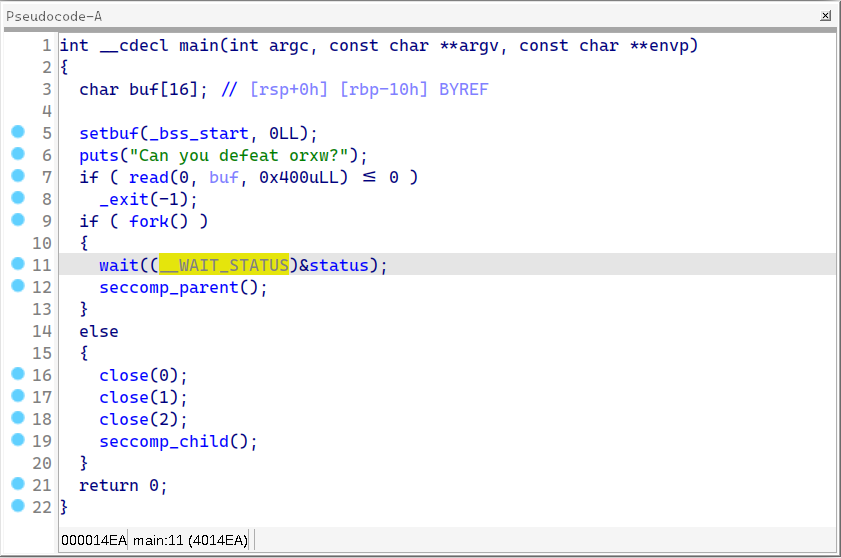 Pseudocode-A
1 int __cdecl main(int argc, const char **argv, const char **envp)
2 {
3 char buf[16]; // [rsp+0h] [rbp-10h] BYREF
4
5 setbuf(_bss_start, 0LL);
6 puts("Can you defeat orxw?");
7 if ( read(0, buf, 0x400uLL) ≤ 0 )
8 _exit(-1);
9 if ( fork() )
10 {
11 wait((__WAIT_STATUS)&status);
12 seccomp_parent();
13 }
14 else
15 {
16 close(0);
17 close(1);
18 close(2);
19 seccomp_child();
20 }
21 return 0;
22 }
000014EA main:11 (4014EA)